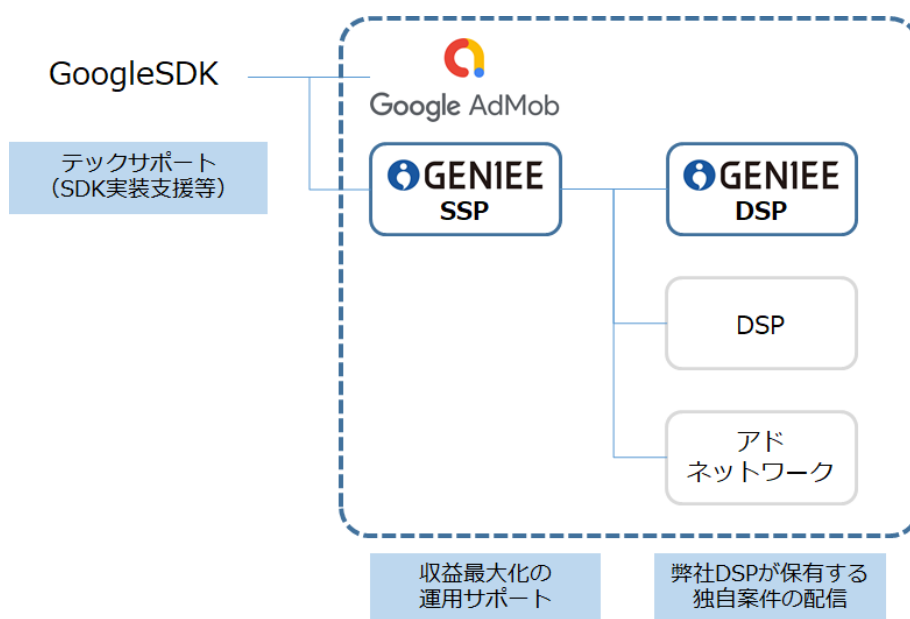 GoogleSDK
Google AdMob
テックサポート
（SDK実装支援等）
GENIEE
SSP
GENIEE
DSP
DSP
アド
ネットワーク
収益最大化の
運用サポート
弊社DSPが保有する
独自案件の配信